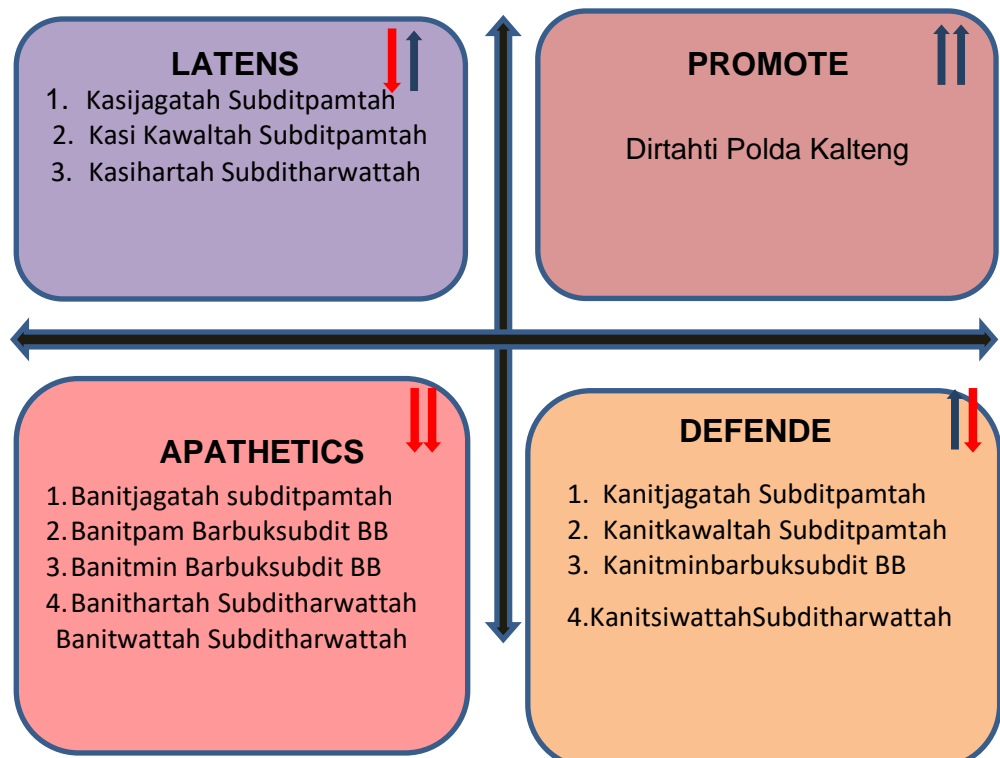 LATENS
1. Kasijagatah Subditpamtah
2. Kasi Kawaltah Subditpamtah
3. Kasihartah Subditharwattah
PROMOTE
Dirtahti Polda Kalteng
APATHETICS
1.Banitjagatah subditpamtah
2.Banitpam Barbuksubdit BB
3.Banitmin Barbuksubdit BB
4.Banithartah Subditharwattah
Banitwattah Subditharwattah
DEFENDE
1. Kanitjagatah Subditpamtah
2. Kanitkawaltah Subditpamtah
3. Kanitminbarbuksubdit BB
4.KanitsiwattahSubditharwattah